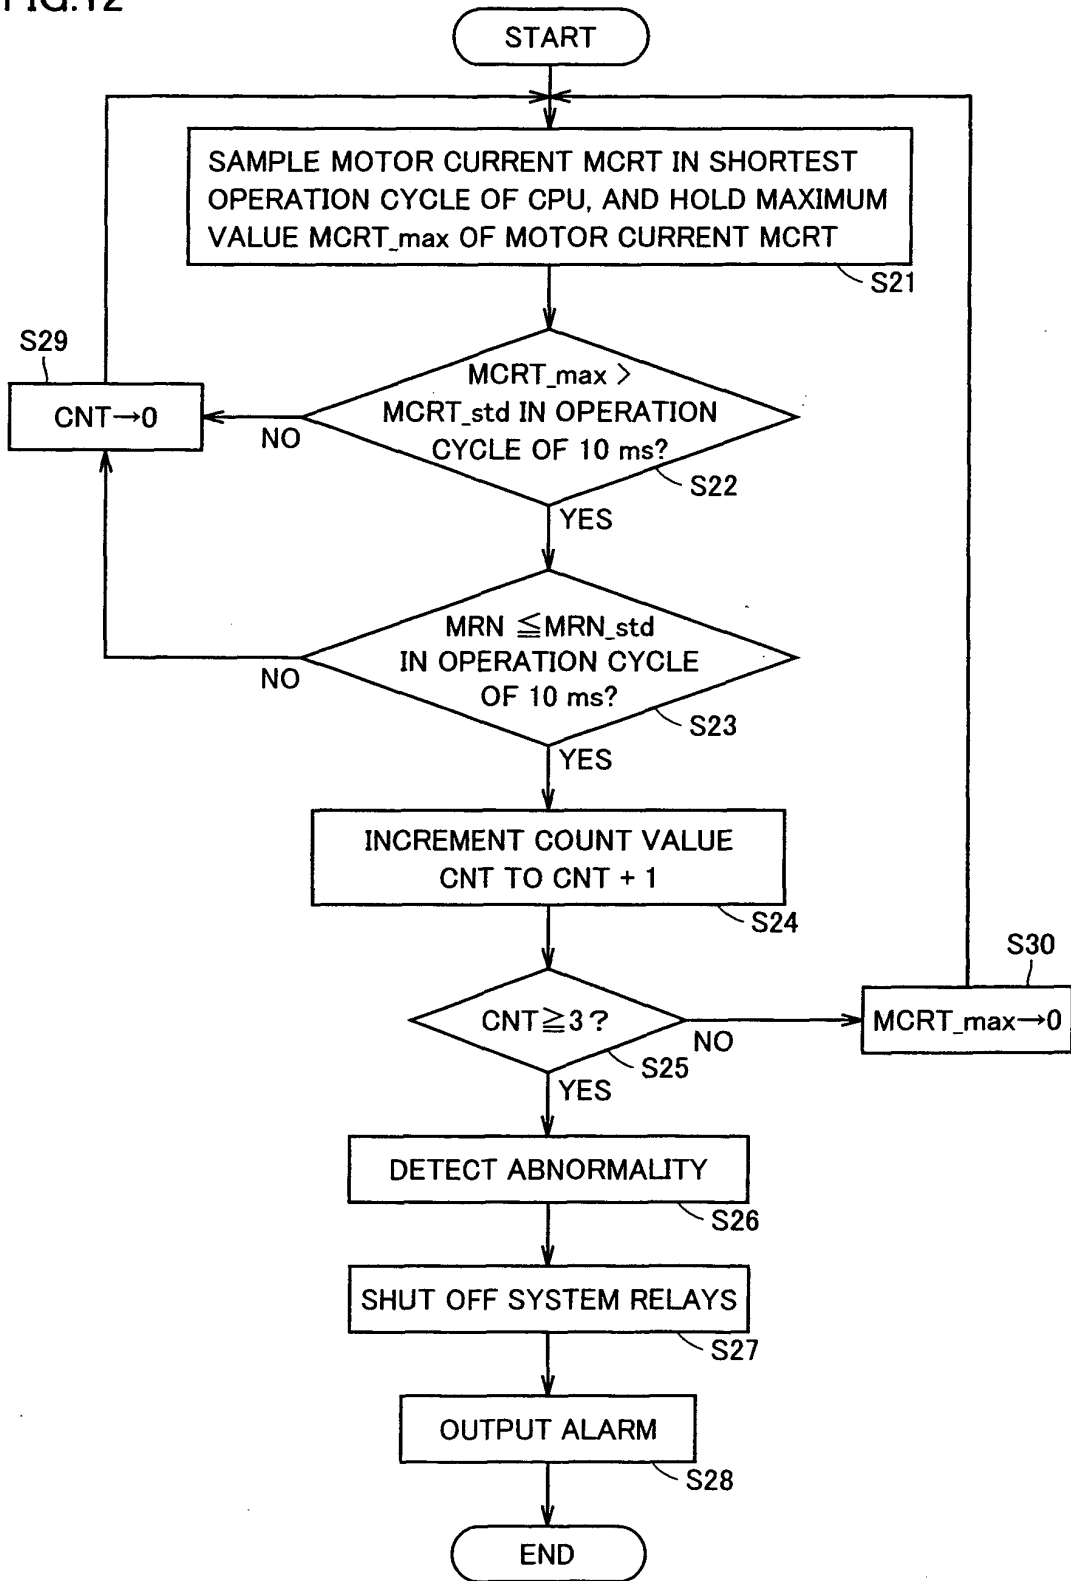 FIG.12
START
SAMPLE MOTOR CURRENT MCRT IN SHORTEST
OPERATION CYCLE OF CPU, AND HOLD MAXIMUM
VALUE MCRT_max OF MOTOR CURRENT MCRT
S21
S29
CNT→0
NO
MCRT_max >
MCRT_std IN OPERATION
CYCLE OF 10 ms?
S22
YES
MRN ≦MRN_std
IN OPERATION CYCLE
OF 10 ms?
NO
S23
YES
INCREMENT COUNT VALUE
CNT TO CNT + 1
S24
CNT≧3?
NO
S25
S30
MCRT_max→0
YES
DETECT ABNORMALITY
S26
SHUT OFF SYSTEM RELAYS
S27
OUTPUT ALARM
S28
END